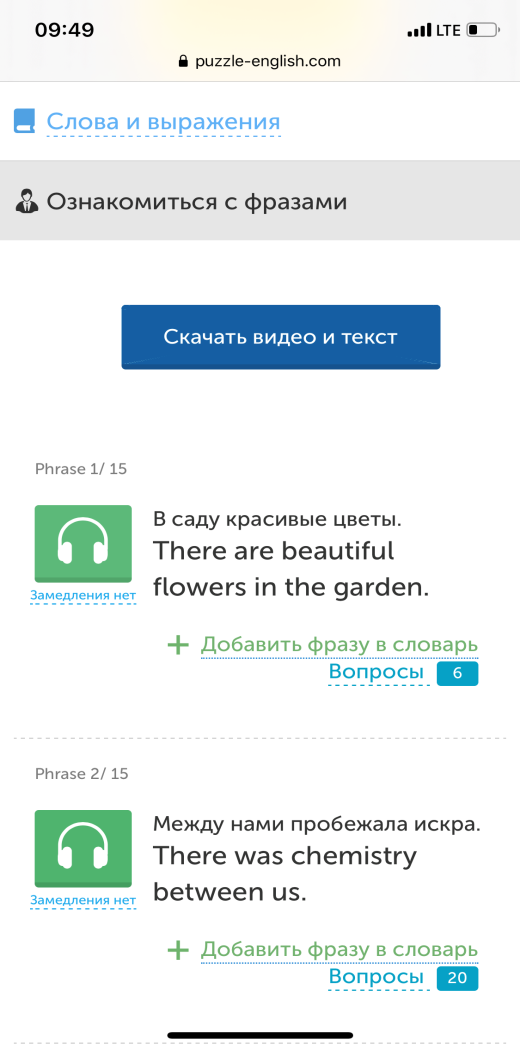 09:49
LTE
puzzle-english.com
Слова и выражения
Ознакомиться с фразами
Скачать видео и текст
Phrase 1/ 15
В саду красивые цветы.
There are beautiful
flowers in the garden.
Замедления нет
Добавить фразу в словарь
Вопросы 6
Phrase 2/ 15
Между нами пробежала искра.
There was chemistry
between us.
Замедления нет
Добавить фразу в словарь
Вопросы 20